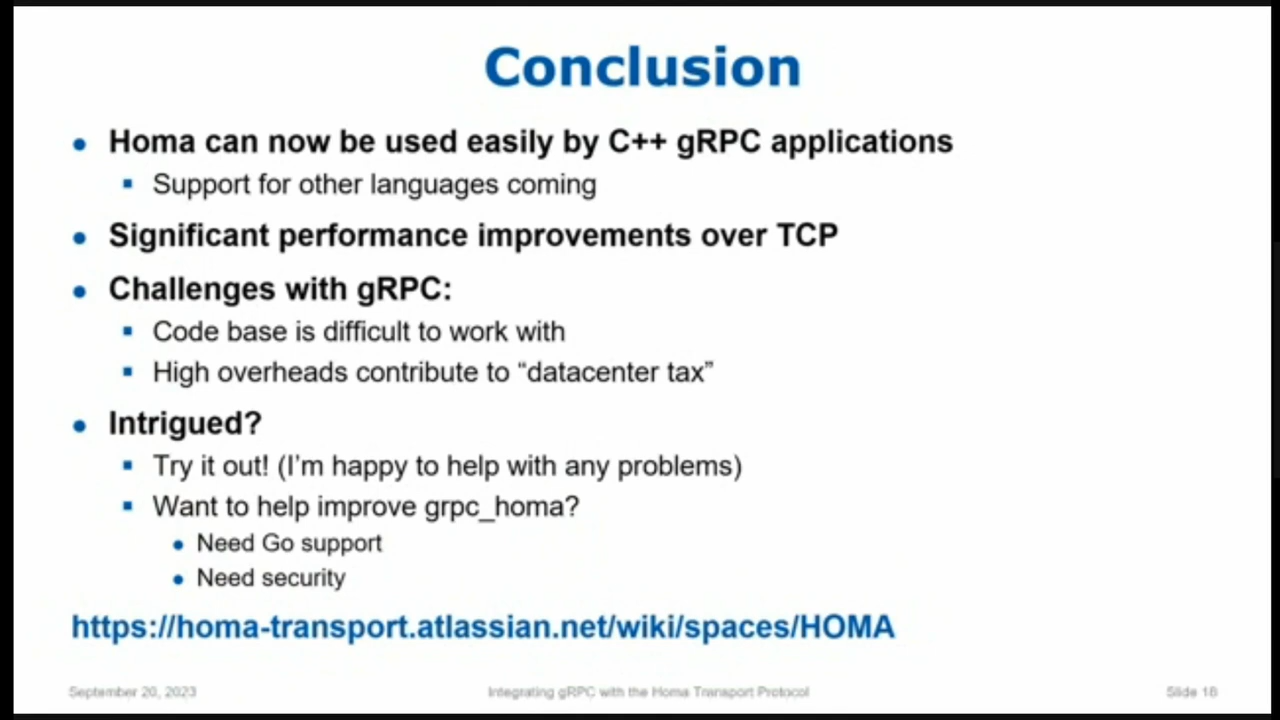 Conclusion
Homa can now be used easily by C++ gRPC applications
Support for other languages coming
Significant performance improvements over TCP
Challenges with gRPC:
Code base is difficult to work with
High overheads contribute to “datacenter tax”
Intrigued?
Try it out! (I’m happy to help with any problems)
Want to help improve grpc_homa?
Need Go support
Need security
https://homa-transport.atlassian.net/wiki/spaces/HOMA
September 20, 2023
Integrating gRPC with the Homa Transport Protocol
Slide 18